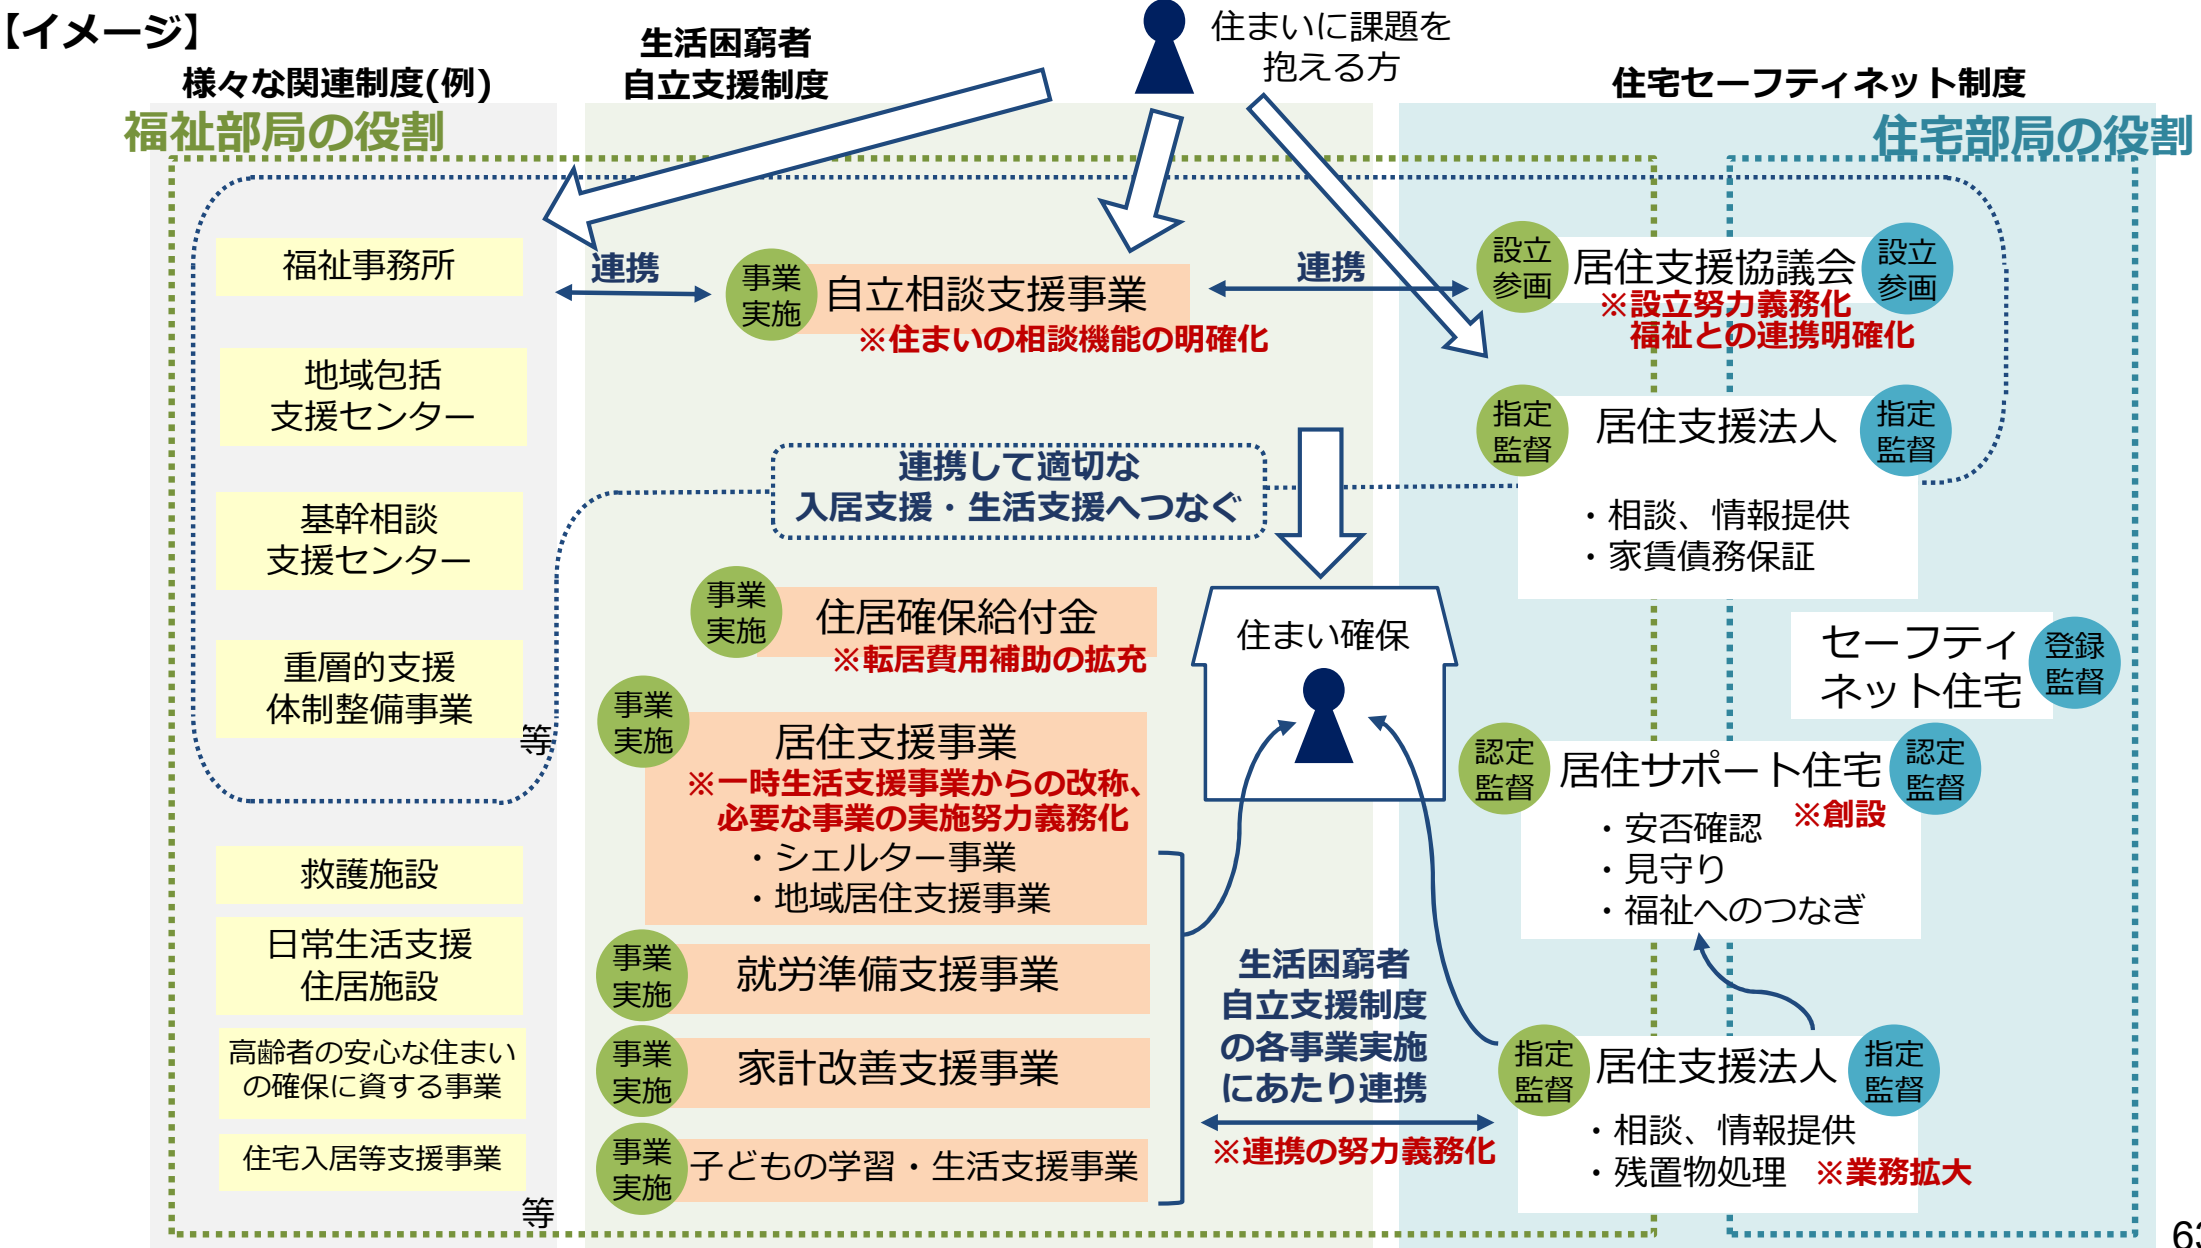 【イメージ】
住まいに課題を
抱える方
様々な関連制度(例)
生活困窮者
自立支援制度
住宅セーフティネット制度
福祉部局の役割
住宅部局の役割
福祉事務所
地域包括
支援センター
基幹相談
支援センター
重層的支援
体制整備事業
等
救護施設
日常生活支援
住居施設
高齢者の安心な住まい
の確保に資する事業
住宅入居等支援事業
等
連携
事業
実施
自立相談支援事業
※住まいの相談機能の明確化
連携
連携して適切な
入居支援・生活支援へつなぐ
事業
実施
住居確保給付金
※転居費用補助の拡充
事業
実施
居住支援事業
※一時生活支援事業からの改称、
必要な事業の実施努力義務化
・シェルター事業
・地域居住支援事業
事業
実施
就労準備支援事業
事業
実施
家計改善支援事業
事業
実施
子どもの学習・生活支援事業
住まい確保
生活困窮者
自立支援制度
の各事業実施
にあたり連携
※連携の努力義務化
設立
参画
居住支援協議会
設立
参画
※設立努力義務化
福祉との連携明確化
指定
監督
居住支援法人
指定
監督
・相談、情報提供
・家賃債務保証
セーフティ
ネット住宅
登録
監督
認定
監督
居住サポート住宅
認定
監督
※創設
・安否確認
・見守り
・福祉へのつなぎ
指定
監督
居住支援法人
指定
監督
・相談、情報提供
・残置物処理 ※業務拡大
63